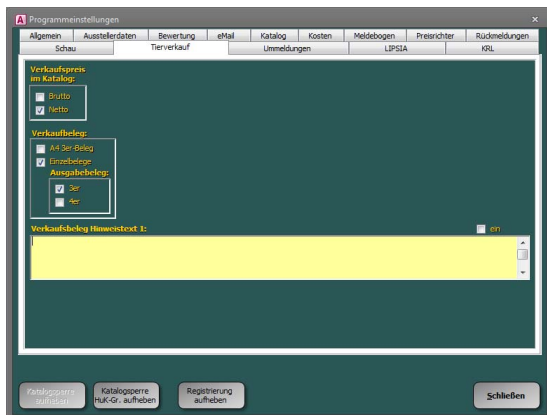 Programmeinstellungen
Allgemein Ausstellerdaten Bewertung eMail Katalog Kosten Meldebogen Preisrichter Rückmeldungen
Schau Tierverkauf Ummeldungen LIPSIA KRL
Verkaufspreis
im Katalog:
Brutto
Netto
Verkaufbeleg:
A4 3er-Beleg
Einzelbelege
Ausgabebeleg:
3er
4er
Verkaufsbeleg Hinweistext 1: ein
Katalogsperre
aufheben
Katalogsperre
HuK-Gr. aufheben
Registrierung
aufheben
Schließen